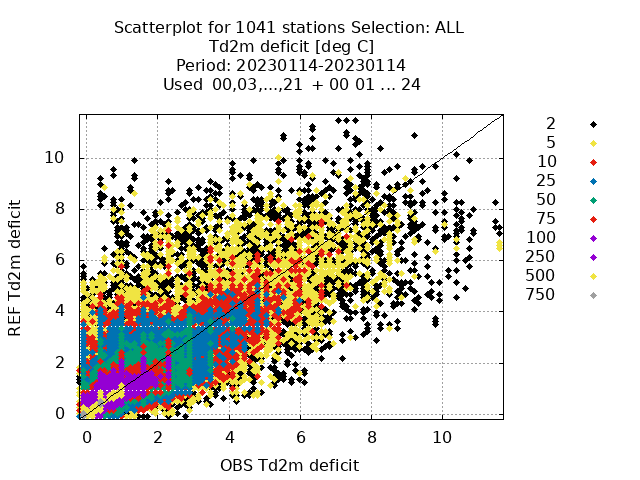 Scatterplot for 1041 stations Selection: ALL
Td2m deficit [deg C]
Period: 20230114-20230114
Used 00,03,...,21 + 00 01 ... 24
2
5
10
25
50
75
100
250
500
750
REF Td2m deficit
10
8
6
4
2
0
0 2 4 6 8 10
OBS Td2m deficit